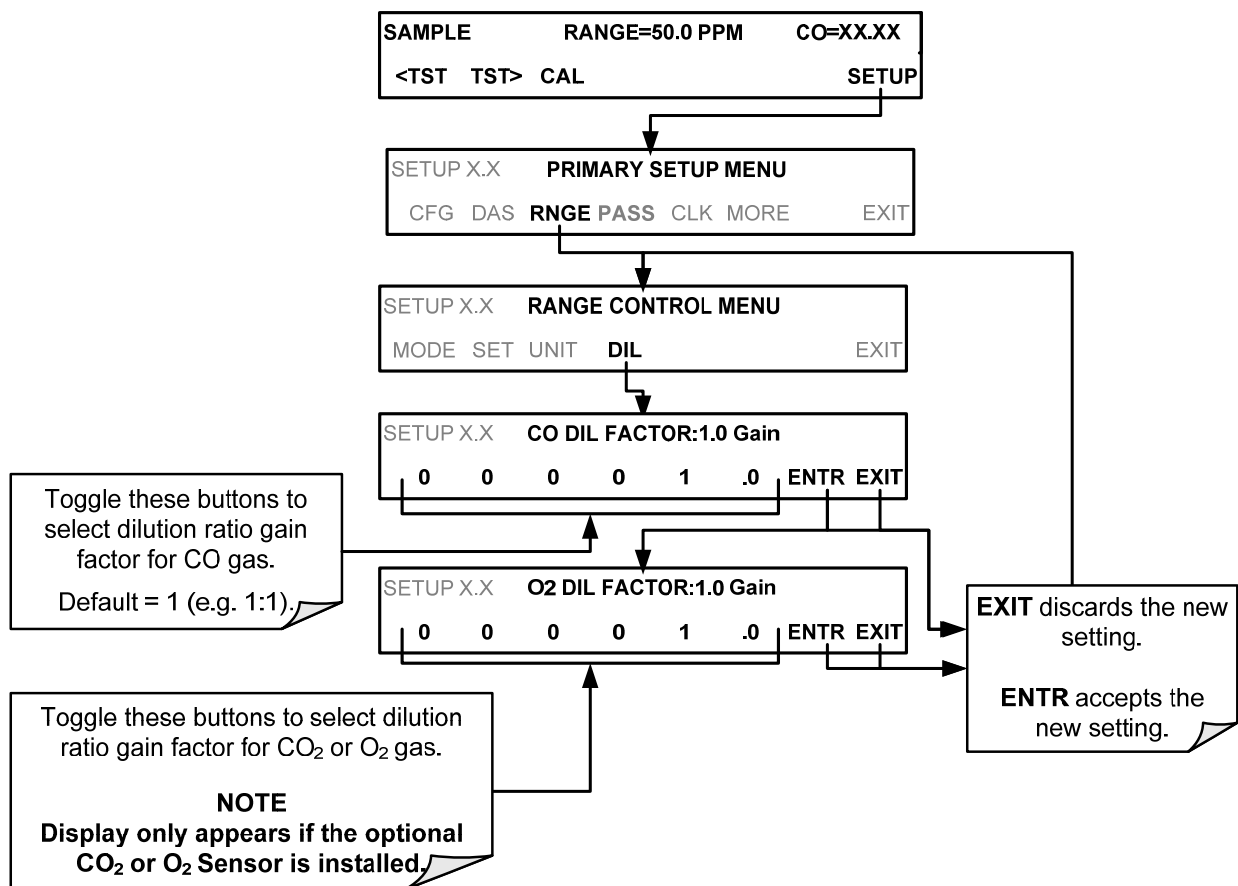 SAMPLE RANGE=50.0 PPM CO=XX.XX
<TST TST> CAL SETUP
SETUP X.X PRIMARY SETUP MENU
CFG DAS RNGE PASS CLK MORE EXIT
SETUP X.X RANGE CONTROL MENU
MODE SET UNIT DIL EXIT
SETUP X.X CO DIL FACTOR:1.0 Gain
0 0 0 0 1 .0 ENTR EXIT
Toggle these buttons to
select dilution ratio gain
factor for CO gas.
Default = 1 (e.g. 1:1).
SETUP X.X O2 DIL FACTOR:1.0 Gain
0 0 0 0 1 .0 ENTR EXIT
EXIT discards the new
setting.
ENTR accepts the
new setting.
Toggle these buttons to select dilution
ratio gain factor for CO₂ or O₂ gas.
NOTE
Display only appears if the optional
CO₂ or O₂ Sensor is installed.